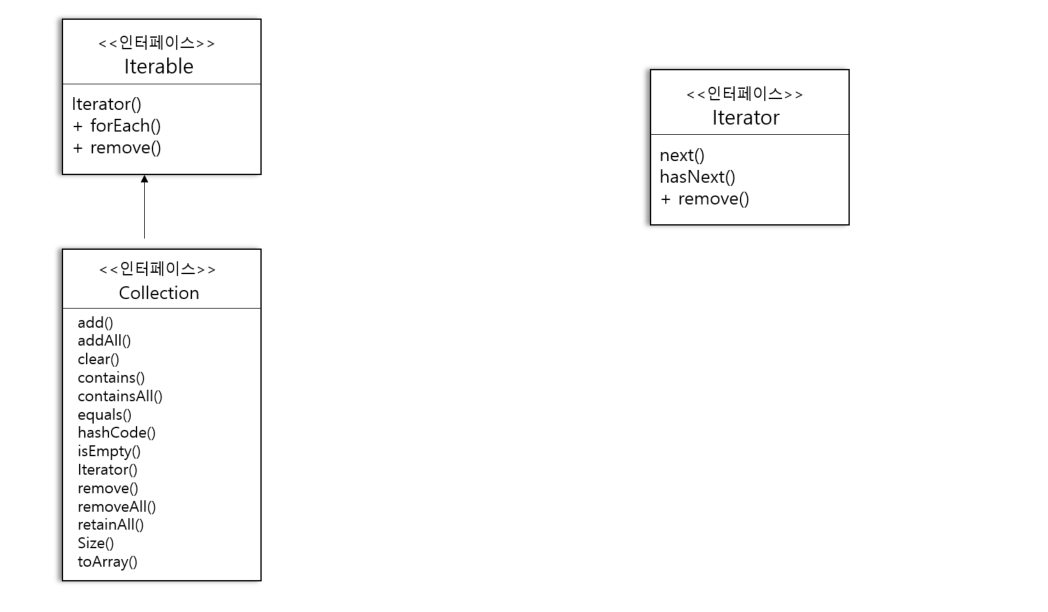 <<인터페이스>>
Iterable
Iterator()
+ forEach()
+ remove()
<<인터페이스>>
Collection
add()
addAll()
clear()
contains()
containsAll()
equals()
hashCode()
isEmpty()
Iterator()
remove()
removeAll()
retainAll()
Size()
toArray()
<<인터페이스>>
Iterator
next()
hasNext()
+ remove()